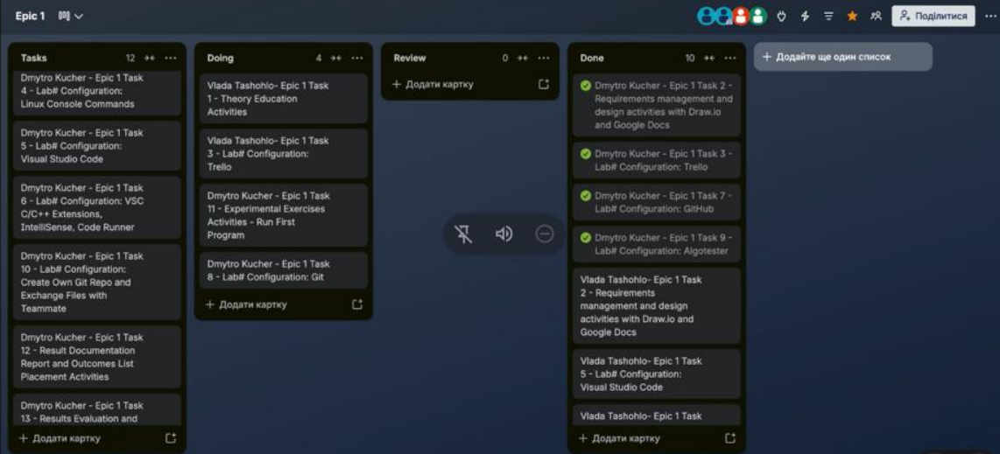 Epic 1
Поділитися
Tasks 12
Dmytro Kucher - Epic 1 Task
4 - Lab# Configuration:
Linux Console Commands
Dmytro Kucher - Epic 1 Task
5 - Lab# Configuration:
Visual Studio Code
Dmytro Kucher - Epic 1 Task
6 - Lab# Configuration: VSC
C/C++ Extensions,
IntelliSense, Code Runner
Dmytro Kucher - Epic 1 Task
10 - Lab# Configuration:
Create Own Git Repo and
Exchange Files with
Teammate
Dmytro Kucher - Epic 1 Task
12 - Result Documentation
Report and Outcomes List
Placement Activities
Dmytro Kucher - Epic 1 Task
13 - Results Evaluation and
+ Додати картку
Doing 4
Vlada Tashohlo- Epic 1 Task
1 - Theory Education
Activities
Vlada Tashohlo- Epic 1 Task
3 - Lab# Configuration:
Trello
Dmytro Kucher - Epic 1 Task
11 - Experimental Exercises
Activities - Run First
Program
Dmytro Kucher - Epic 1 Task
8 - Lab# Configuration: Git
+ Додати картку
Review 0
+ Додати картку
Done 10
Dmytro Kucher - Epic 1 Task 2 -
Requirements management and
design activities with Draw.io
and Google Docs
Dmytro Kucher - Epic 1 Task 3 -
Lab# Configuration: Trello
Dmytro Kucher - Epic 1 Task 7 -
Lab# Configuration: GitHub
Dmytro Kucher - Epic 1 Task 9 -
Lab# Configuration: Algotester
Vlada Tashohlo- Epic 1 Task
2 - Requirements
management and design
activities with Draw.io and
Google Docs
Vlada Tashohlo- Epic 1 Task
5 - Lab# Configuration:
Visual Studio Code
Vlada Tashohlo- Epic 1 Task
+ Додати картку
+ Додайте ще один список